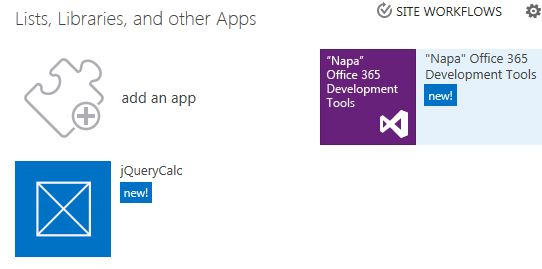 Lists, Libraries, and other Apps
SITE WORKFLOWS
add an app
"Napa"
Office 365
Development
Tools
"Napa" Office 365
Development Tools
new!
jQueryCalc
new!